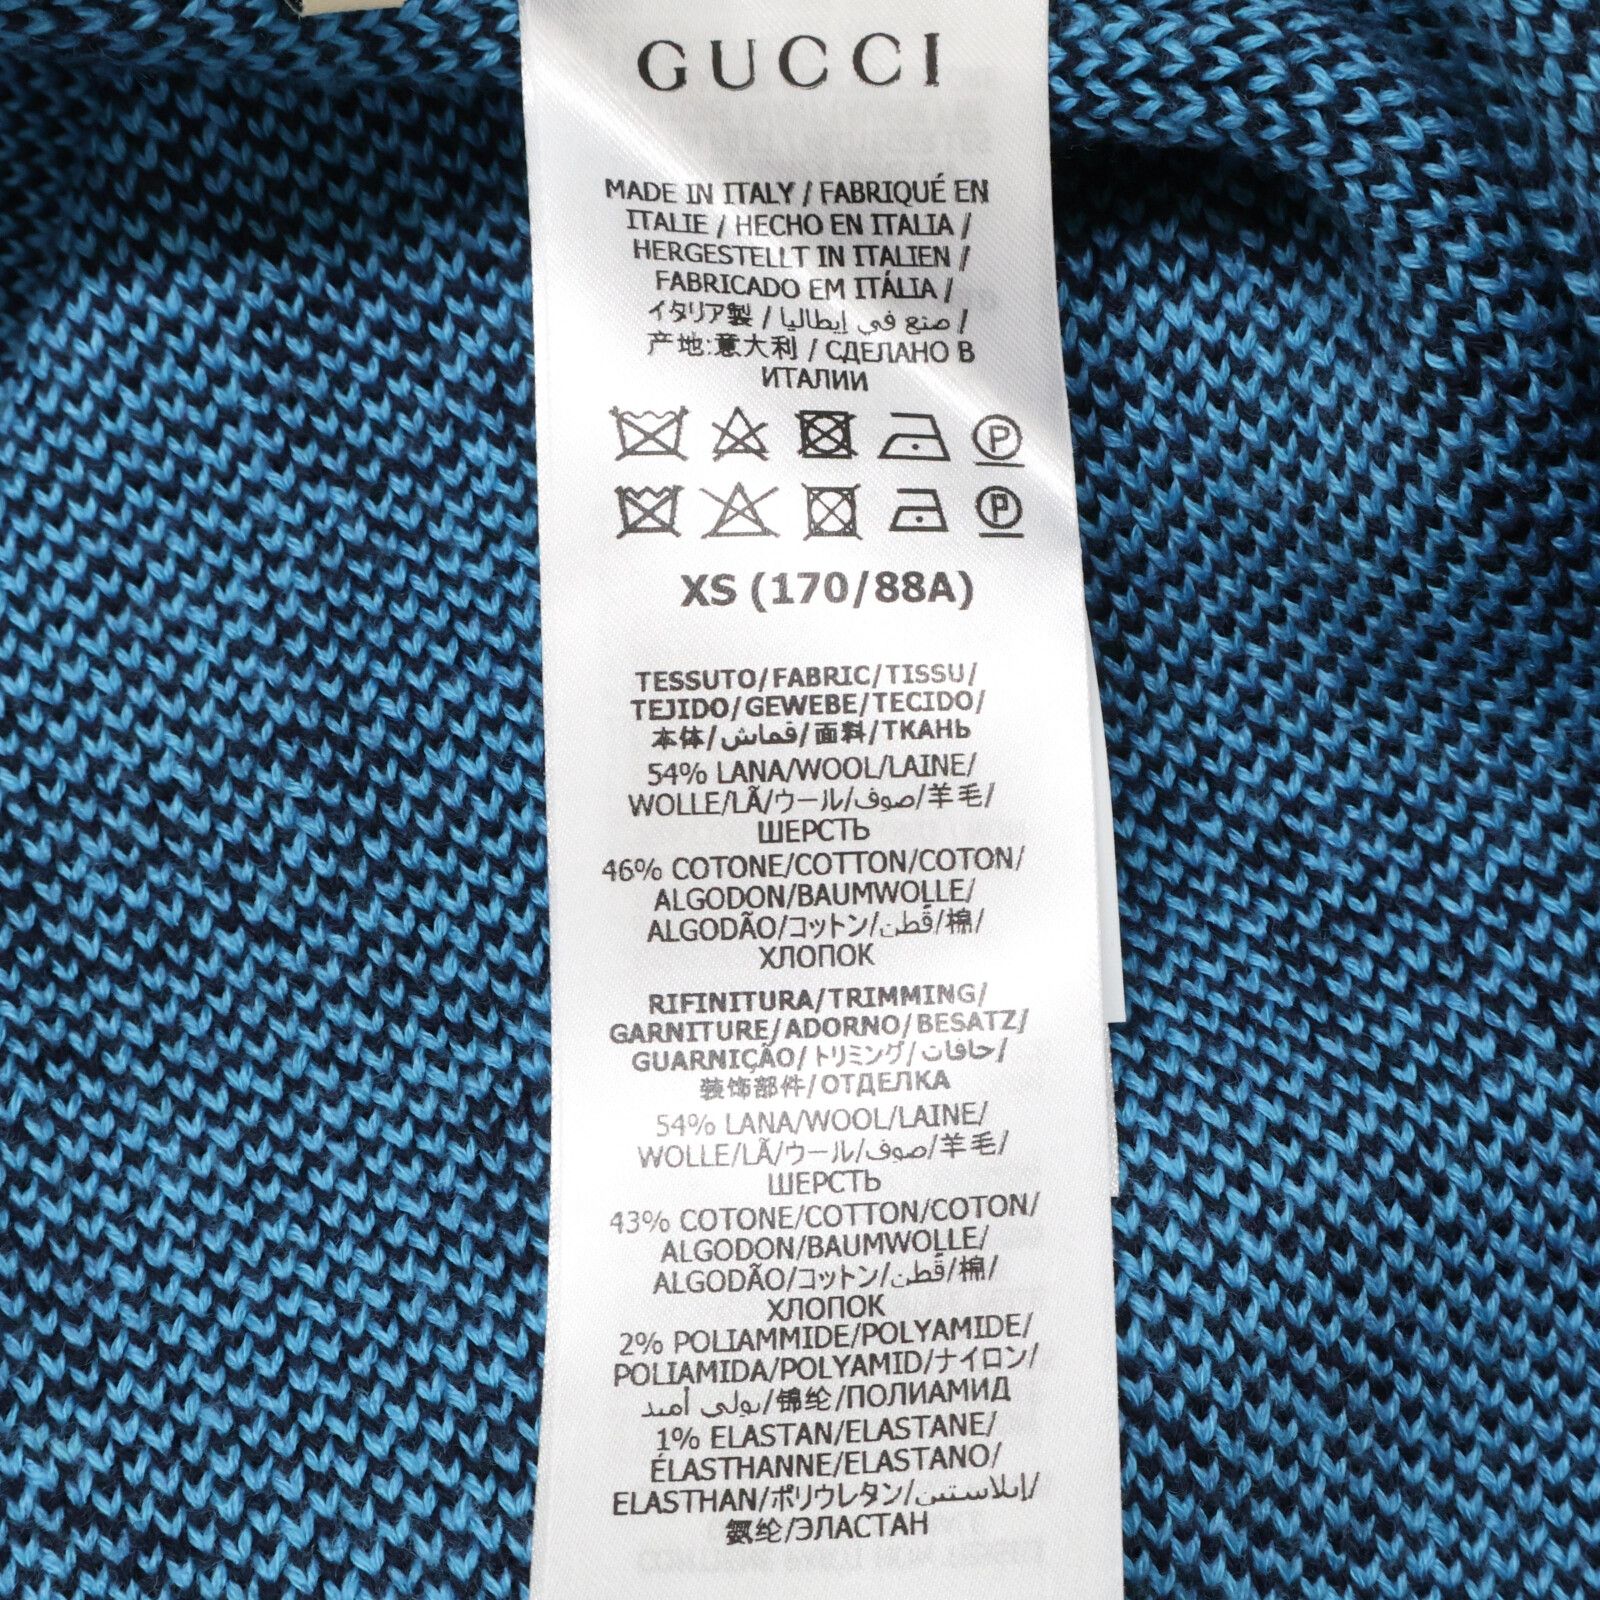 GUCCI
MADE IN ITALY / FABRIQUÉ EN
ITALIE / HECHO EN ITALIA /
HERGESTELLT IN ITALIEN /
FABRICADO EM ITÁLIA /
イタリア製 / صنع في إيطاليا /
产地:意大利 / СДЕЛАНО В
ИТАЛИИ
P
P
XS (170/88A)
TESSUTO/FABRIC/TISSU/
TEJIDO/GEWEBE/TECIDO/
本体/قماش/面料/ТКАНЬ
54% LANA/WOOL/LAINE/
WOLLE/LÃ/ウール/صوف/羊毛/
ШЕРСТЬ
46% COTONE/COTTON/COTON/
ALGODON/BAUMWOLLE/
ALGODÃO/コットン/قطن/棉/
ХЛОПОК
RIFINITURA/TRIMMING/
GARNITURE/ADORNO/BESATZ/
GUARNIÇÃO/トリミング/حافات/
装饰部件/ОТДЕЛКА
54% LANA/WOOL/LAINE/
WOLLE/LÃ/ウール/صوف/羊毛/
ШЕРСТЬ
43% COTONE/COTTON/COTON/
ALGODON/BAUMWOLLE/
ALGODÃO/コットン/قطن/棉/
ХЛОПОК
2% POLIAMMIDE/POLYAMIDE/
POLIAMIDA/POLYAMID/ナイロン/
بولي أميد/锦纶/ПОЛИАМИД
1% ELASTAN/ELASTANE/
ÉLASTHANNE/ELASTANO/
ELASTHAN/ポリウレタン/إيلاستين/
氨纶/ЭЛАСТАН